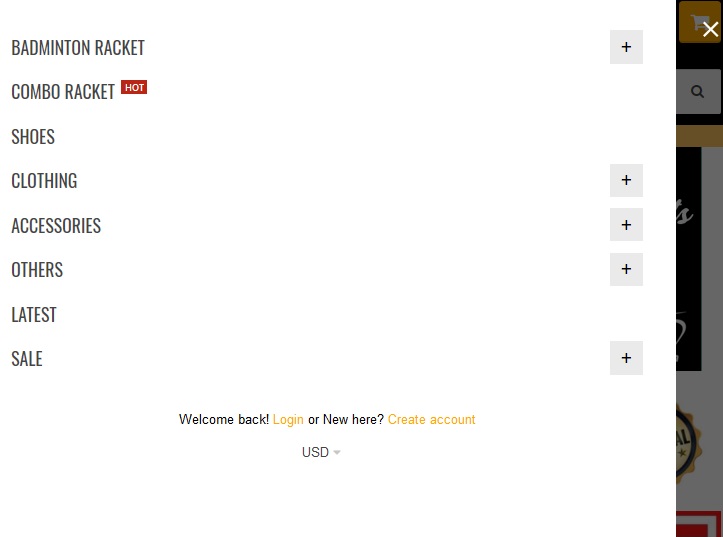 BADMINTON RACKET +
COMBO RACKET HOT
SHOES
CLOTHING +
ACCESSORIES +
OTHERS +
LATEST
SALE +
Welcome back! Login or New here? Create account
USD